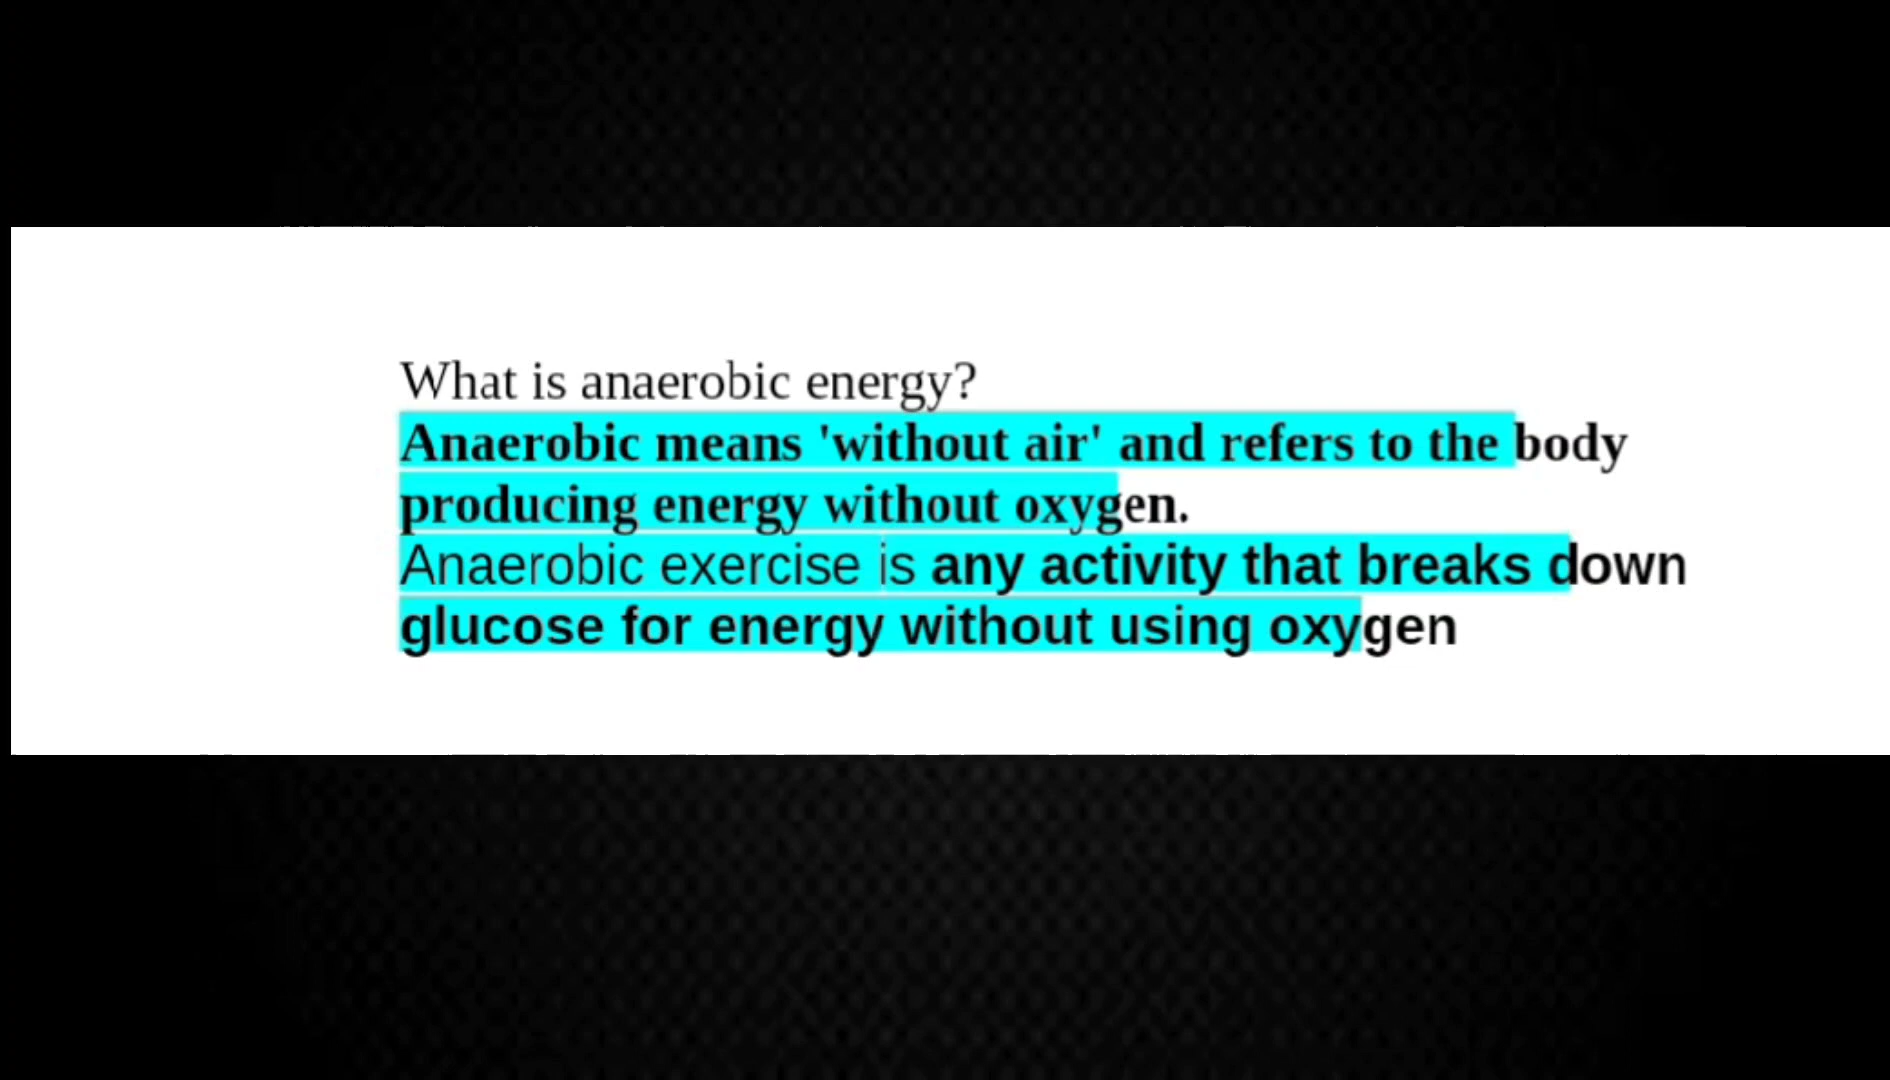 What is anaerobic energy?
Anaerobic means 'without air' and refers to the body
producing energy without oxygen.
Anaerobic exercise is any activity that breaks down
glucose for energy without using oxygen